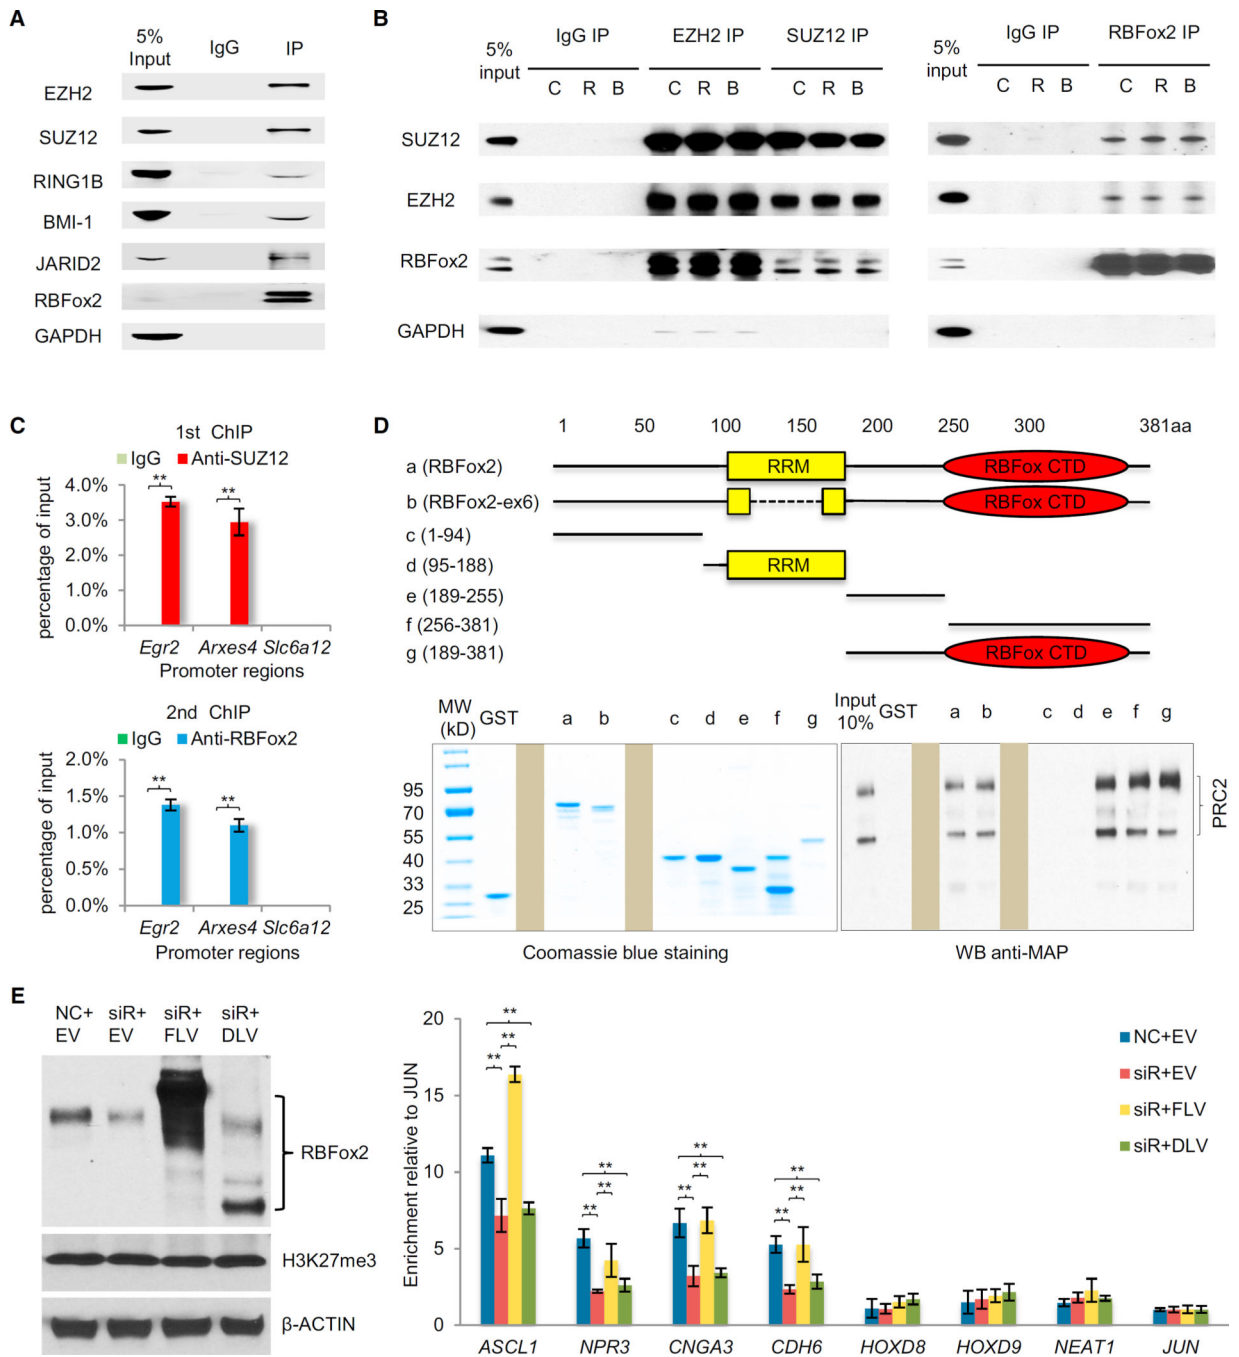 A
5%
Input IgG IP
EZH2
SUZ12
RING1B
BMI-1
JARID2
RBFox2
GAPDH
B
5%
input
IgG IP EZH2 IP SUZ12 IP
C R B C R B C R B
5%
input
IgG IP RBFox2 IP
C R B C R B
SUZ12
EZH2
RBFox2
GAPDH
C
1st ChIP
IgG Anti-SUZ12
percentage of input
4.0%
3.0%
2.0%
1.0%
0.0%
** **
Egr2 Arxes4 Slc6a12
Promoter regions
2nd ChIP
IgG Anti-RBFox2
percentage of input
2.0%
1.5%
1.0%
0.5%
0.0%
** **
Egr2 Arxes4 Slc6a12
Promoter regions
D
1 50 100 150 200 250 300 381aa
a (RBFox2) RRM RBFox CTD
b (RBFox2-ex6) RBFox CTD
c (1-94)
d (95-188) RRM
e (189-255)
f (256-381)
g (189-381) RBFox CTD
MW
(kD) GST a b c d e f g
95
70
55
40
33
25
Coomassie blue staining
Input
10% GST a b c d e f g
PRC2
WB anti-MAP
E
NC+ siR+ siR+ siR+
EV EV FLV DLV
RBFox2
H3K27me3
β-ACTIN
Enrichment relative to JUN
20
15
10
5
0
** ** **
** ** **
** ** **
** ** **
NC+EV
siR+EV
siR+FLV
siR+DLV
ASCL1 NPR3 CNGA3 CDH6 HOXD8 HOXD9 NEAT1 JUN